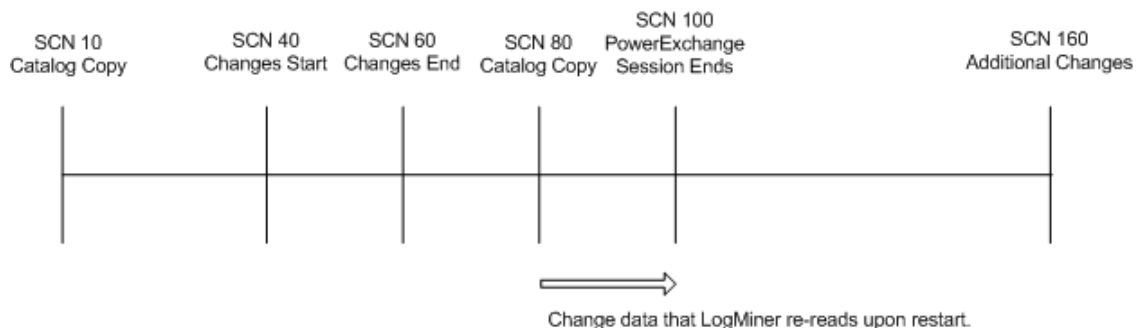 SCN 10
Catalog Copy
SCN 40
Changes Start
SCN 60
Changes End
SCN 80
Catalog Copy
SCN 100
PowerExchange
Session Ends
SCN 160
Additional Changes
Change data that LogMiner re-reads upon restart.